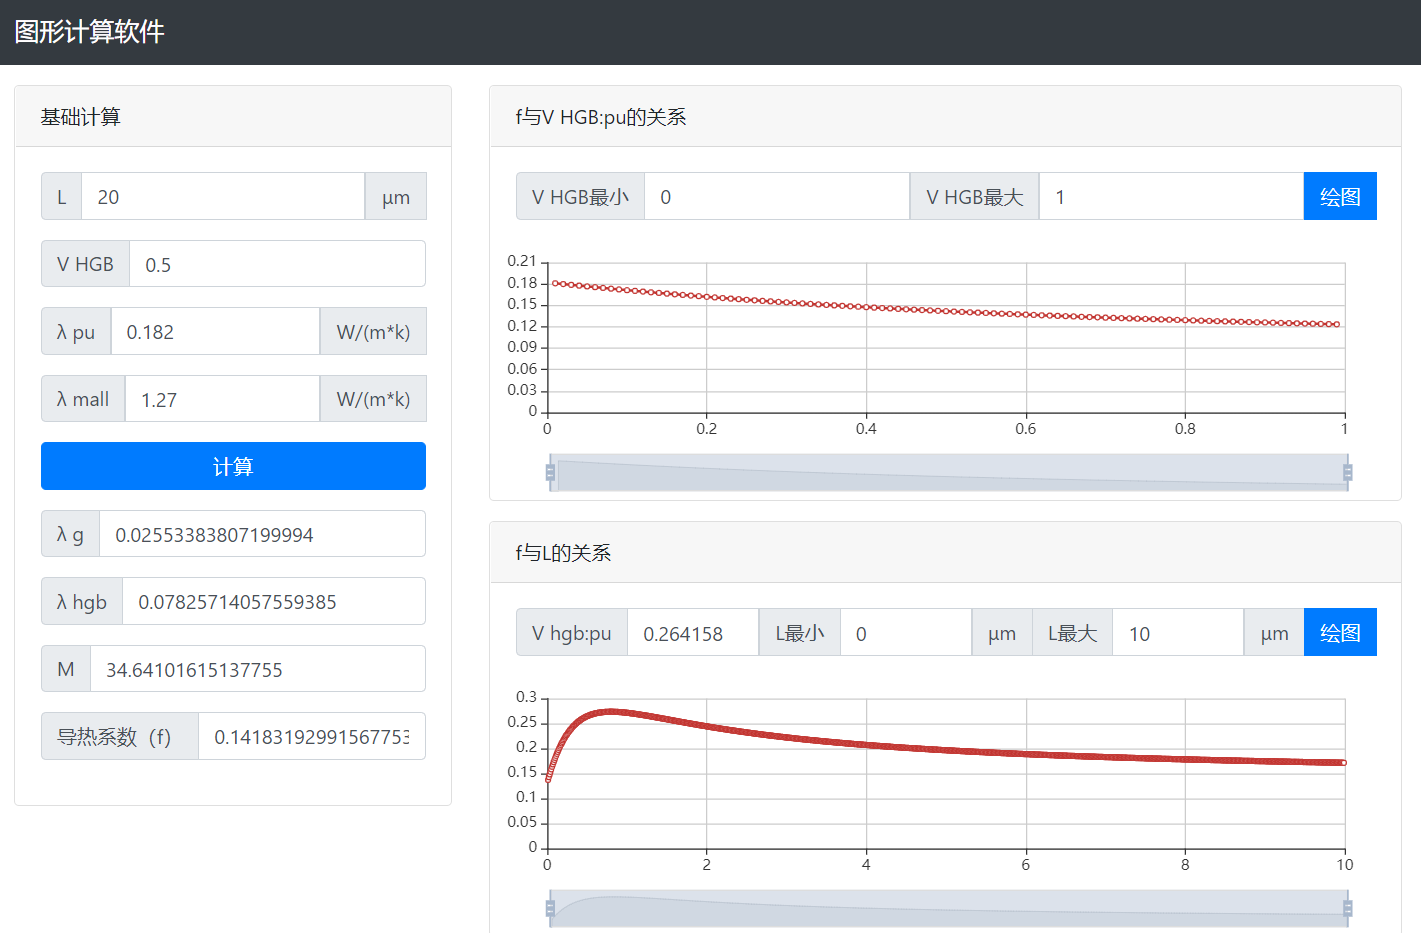 图形计算软件
基础计算
L 20 μm
V HGB 0.5
λ pu 0.182 W/(m*k)
λ mall 1.27 W/(m*k)
计算
λ g 0.02553383807199994
λ hgb 0.07825714057559385
M 34.64101615137755
导热系数（f） 0.14183192991567753
f与V HGB:pu的关系
V HGB最小 0 V HGB最大 1 绘图
0.21
0.18
0.15
0.12
0.09
0.06
0.03
0
0 0.2 0.4 0.6 0.8 1
f与L的关系
V hgb:pu 0.264158 L最小 0 μm L最大 10 μm 绘图
0.3
0.25
0.2
0.15
0.1
0.05
0
0 2 4 6 8 10